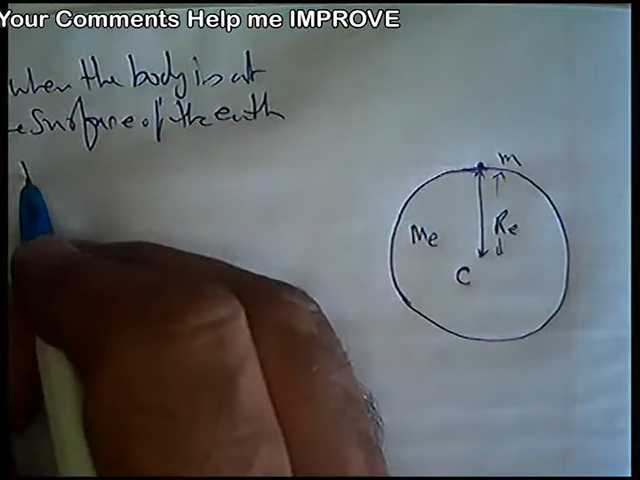 Your Comments Help me IMPROVE
when the body is at
surface of the earth
m
Me
Re
C